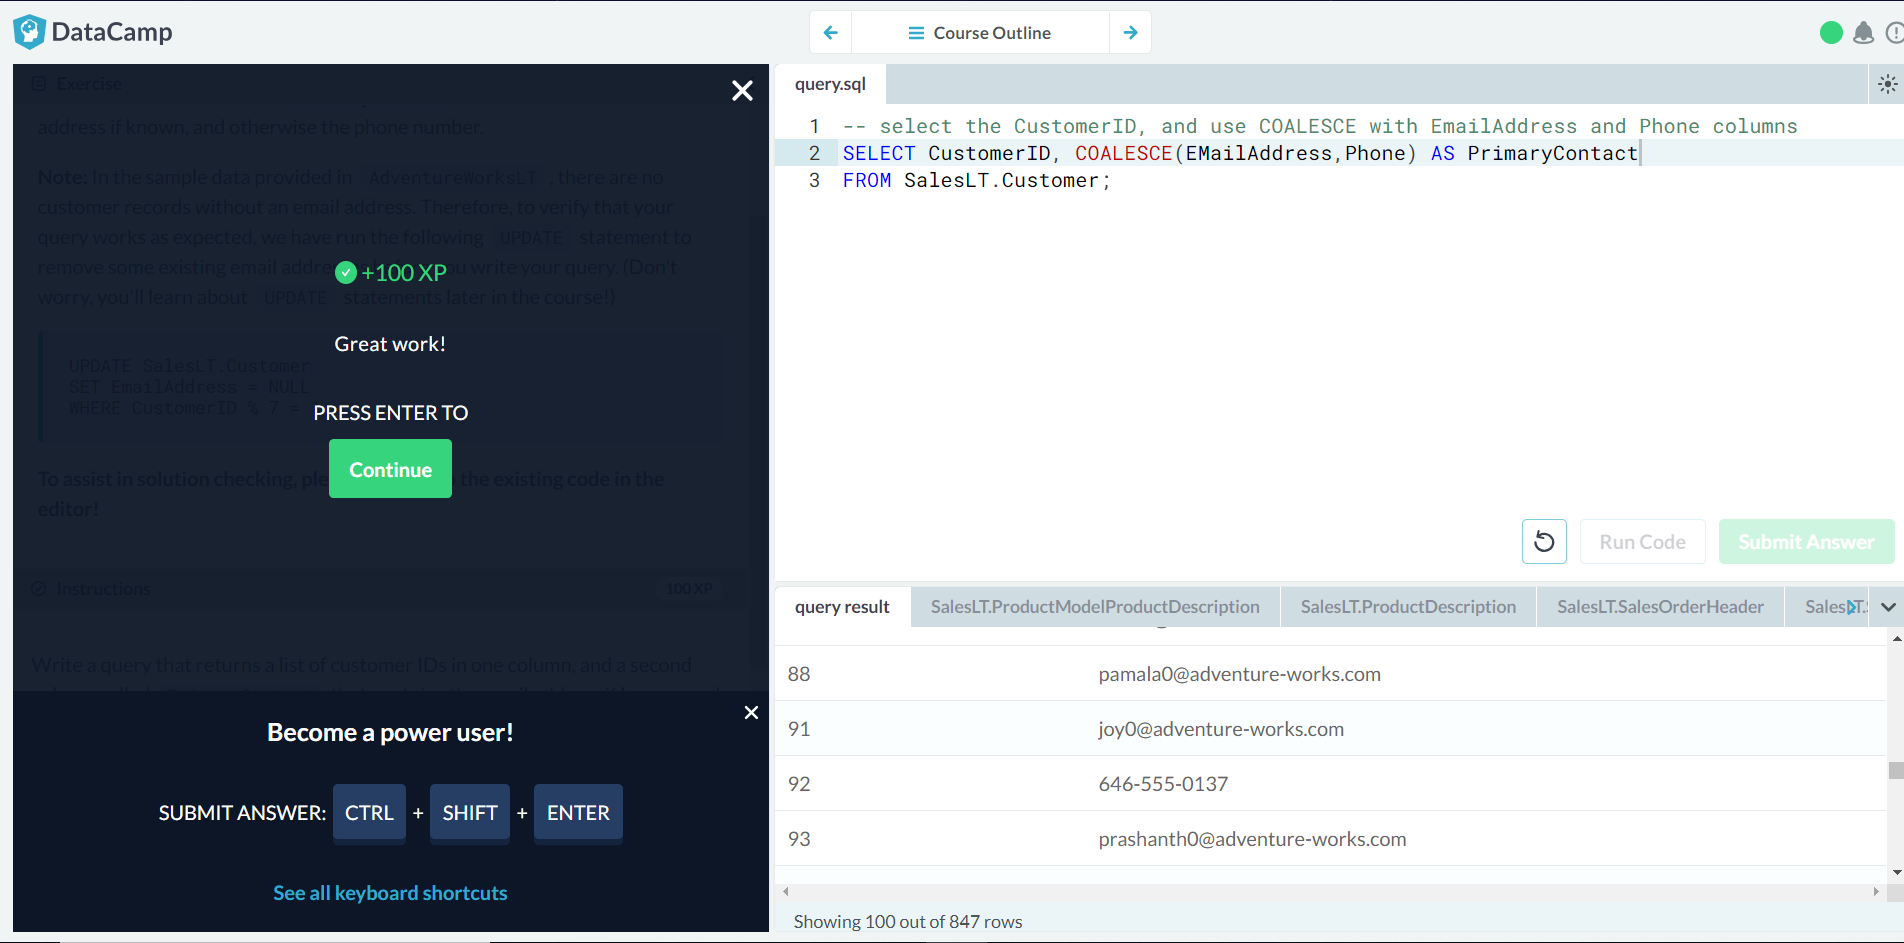 DataCamp
Course Outline
Exercise
address if known, and otherwise the phone number.
Note: In the sample data provided in AdventureWorksLT , there are no
customer records without an email address. Therefore, to verify that your
query works as expected, we have run the following UPDATE statement to
remove some existing email addre ou write your query. (Don't
worry, you'll learn about UPDATE statements later in the course!)
+100 XP
Great work!
UPDATE SalesLT.Customer
SET EmailAddress = NULL
WHERE CustomerID % 7 =
PRESS ENTER TO
Continue
To assist in solution checking, ple the existing code in the
editor!
Instructions
100 XP
Write a query that returns a list of customer IDs in one column, and a second
Become a power user!
SUBMIT ANSWER: CTRL + SHIFT + ENTER
See all keyboard shortcuts
query.sql
1 -- select the CustomerID, and use COALESCE with EmailAddress and Phone columns
2 SELECT CustomerID, COALESCE(EMailAddress,Phone) AS PrimaryContact
3 FROM SalesLT.Customer;
Run Code
Submit Answer
query result SalesLT.ProductModelProductDescription SalesLT.ProductDescription SalesLT.SalesOrderHeader
88 pamala0@adventure-works.com
91 joy0@adventure-works.com
92 646-555-0137
93 prashanth0@adventure-works.com
Showing 100 out of 847 rows